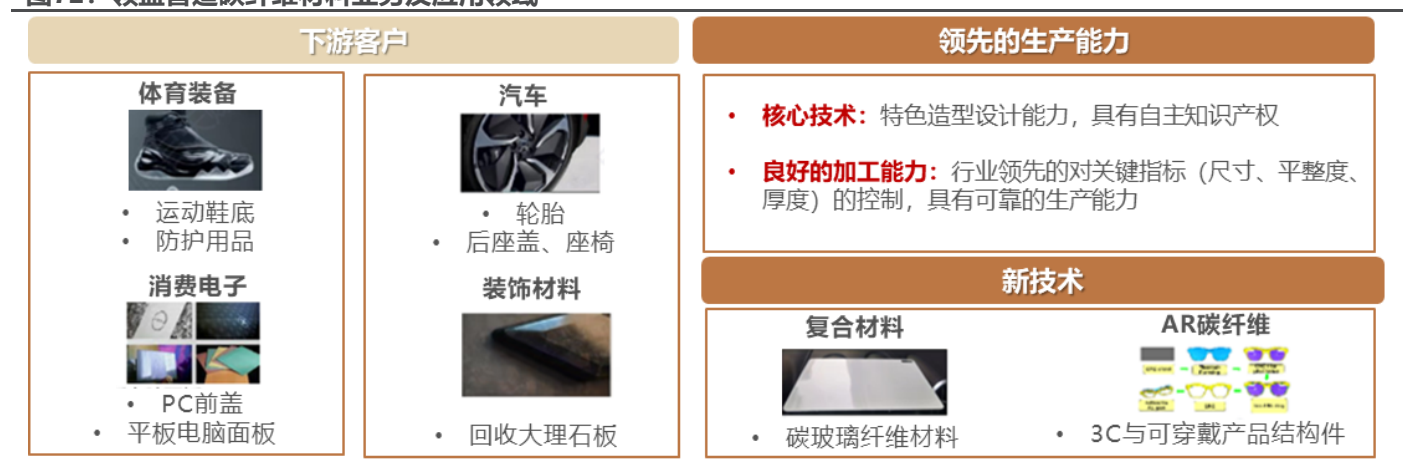 下游客户
体育装备
• 运动鞋底
• 防护用品
消费电子
• PC前盖
• 平板电脑面板
汽车
• 轮胎
• 后座盖、座椅
装饰材料
• 回收大理石板
领先的生产能力
• 核心技术：特色造型设计能力，具有自主知识产权
• 良好的加工能力：行业领先的对关键指标（尺寸、平整度、
厚度）的控制，具有可靠的生产能力
新技术
复合材料
• 碳玻璃纤维材料
AR碳纤维
• 3C与可穿戴产品结构件